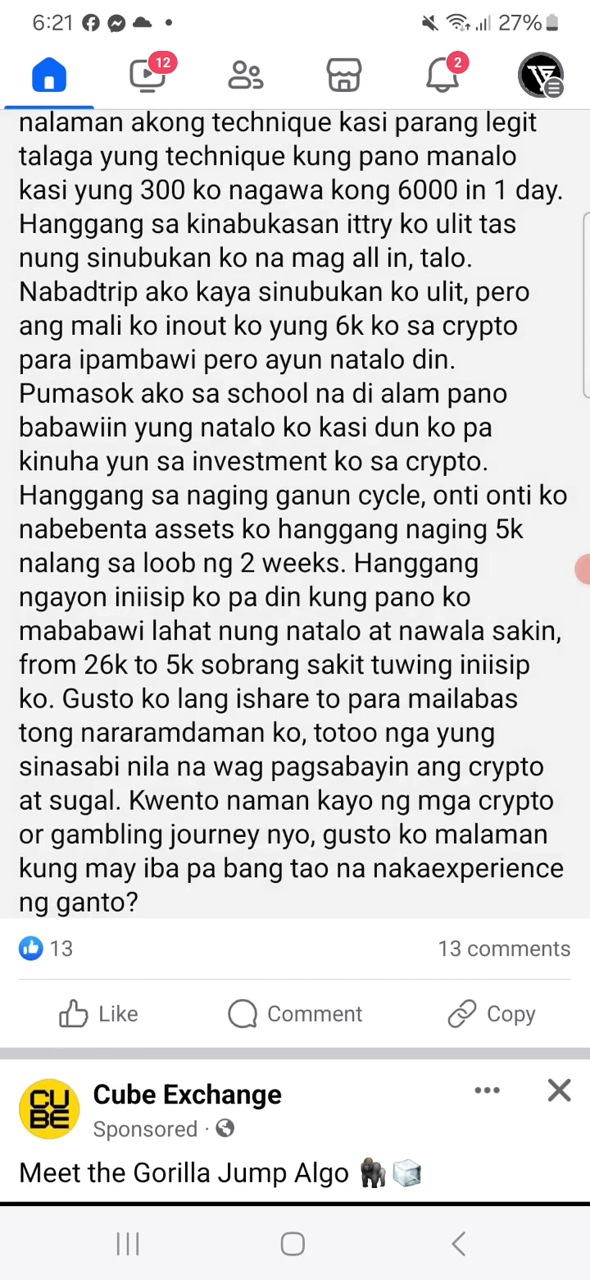 6:21
27%
12
2
nalaman akong technique kasi parang legit
talaga yung technique kung pano manalo
kasi yung 300 ko nagawa kong 6000 in 1 day.
Hanggang sa kinabukasan ittry ko ulit tas
nung sinubukan ko na mag all in, talo.
Nabadtrip ako kaya sinubukan ko ulit, pero
ang mali ko inout ko yung 6k ko sa crypto
para ipambawi pero ayun natalo din.
Pumasok ako sa school na di alam pano
babawiin yung natalo ko kasi dun ko pa
kinuha yun sa investment ko sa crypto.
Hanggang sa naging ganun cycle, onti onti ko
nabebenta assets ko hanggang naging 5k
nalang sa loob ng 2 weeks. Hanggang
ngayon iniisip ko pa din kung pano ko
mababawi lahat nung natalo at nawala sakin,
from 26k to 5k sobrang sakit tuwing iniisip
ko. Gusto ko lang ishare to para mailabas
tong nararamdaman ko, totoo nga yung
sinasabi nila na wag pagsabayin ang crypto
at sugal. Kwento naman kayo ng mga crypto
or gambling journey nyo, gusto ko malaman
kung may iba pa bang tao na nakaexperience
ng ganto?
13
13 comments
Like
Comment
Copy
CUBE
Cube Exchange
Sponsored ·
Meet the Gorilla Jump Algo 🦍🧊